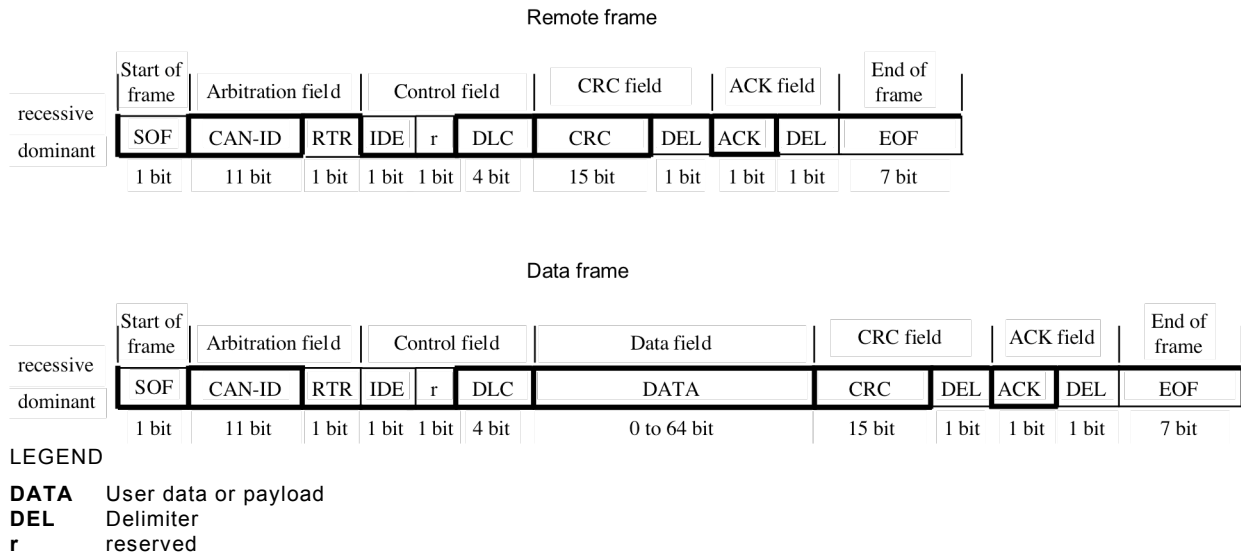 Remote frame
Start of frame
Arbitration field
Control field
CRC field
ACK field
End of frame
recessive
dominant
SOF CAN-ID RTR IDE r DLC CRC DEL ACK DEL EOF
1 bit 11 bit 1 bit 1 bit 1 bit 4 bit 15 bit 1 bit 1 bit 1 bit 7 bit
Data frame
Start of frame
Arbitration field
Control field
Data field
CRC field
ACK field
End of frame
recessive
dominant
SOF CAN-ID RTR IDE r DLC DATA CRC DEL ACK DEL EOF
1 bit 11 bit 1 bit 1 bit 1 bit 4 bit 0 to 64 bit 15 bit 1 bit 1 bit 1 bit 7 bit
LEGEND
DATA User data or payload
DEL Delimiter
r reserved